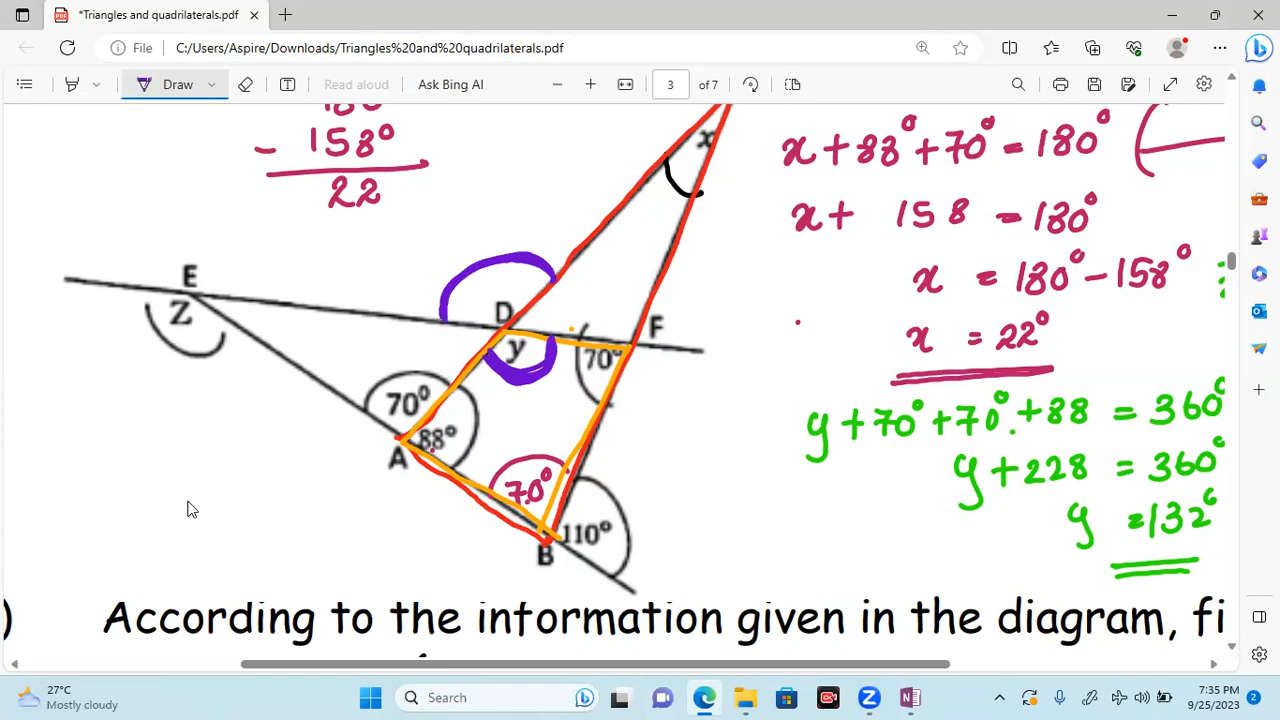 *Triangles and quadrilaterals.pdf
File
C:/Users/Aspire/Downloads/Triangles%20and%20quadrilaterals.pdf
Draw
Read aloud
Ask Bing AI
3 of 7
- 158°
22
x
x+88°+70°=180°
x+ 158 =180°
x =180°-158°
x = 22°
E
Z
D
F
y
70°
70°
88°
A
70°
110°
B
y+70°+70°+88 = 360°
y+228 = 360°
y =132°
) According to the information given in the diagram, fi
27°C
Mostly cloudy
Search
7:35 PM
9/25/2023
2